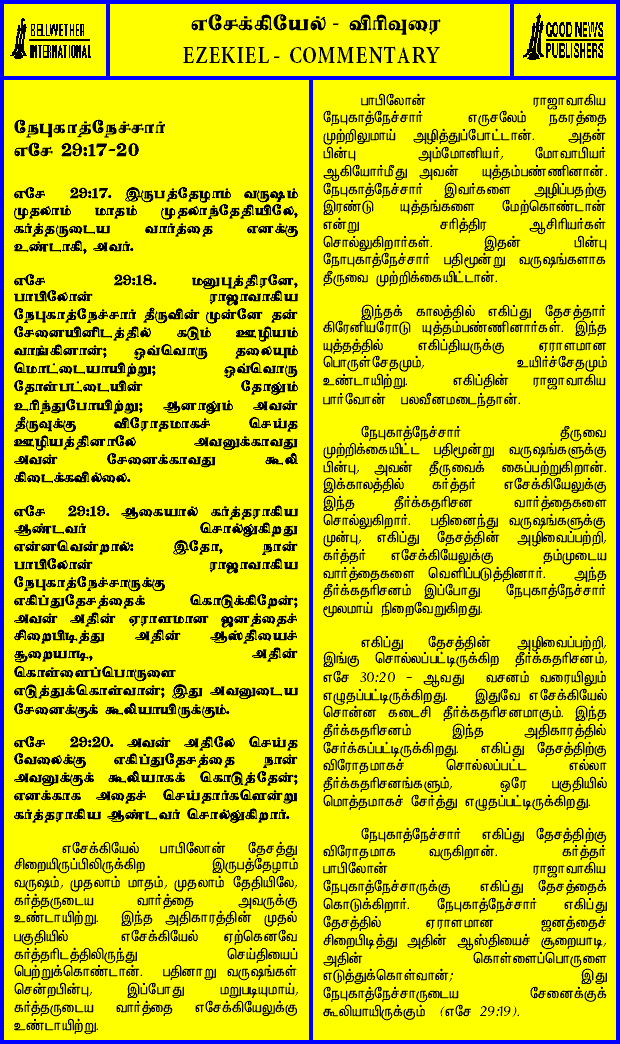 BELLWETHER
INTERNATIONAL
எசேக்கியேல் - விரிவுரை
EZEKIEL - COMMENTARY
GOOD NEWS
PUBLISHERS
நேபுகாத்நேச்சார்
எசே 29:17-20
எசே 29:17. இருபத்தேழாம் வருஷம்
முதலாம் மாதம் முதலாந்தேதியிலே,
கர்த்தருடைய வார்த்தை எனக்கு
உண்டாகி, அவர்.
எசே 29:18. மனுபுத்திரனே,
பாபிலோன் ராஜாவாகிய
நேபுகாத்நேச்சார் தீருவின் முன்னே தன்
சேனையினிடத்தில் கடும் ஊழியம்
வாங்கினான்; ஒவ்வொரு தலையும்
மொட்டையாயிற்று; ஒவ்வொரு
தோள்பட்டையின் தோலும்
உரிந்துபோயிற்று; ஆனாலும் அவன்
தீருவுக்கு விரோதமாகச் செய்த
ஊழியத்தினாலே அவனுக்காவது
அவன் சேனைக்காவது கூலி
கிடைக்கவில்லை.
எசே 29:19. ஆகையால் கர்த்தராகிய
ஆண்டவர் சொல்லுகிறது
என்னவென்றால்: இதோ, நான்
பாபிலோன் ராஜாவாகிய
நேபுகாத்நேச்சாருக்கு
எகிப்துதேசத்தைக் கொடுக்கிறேன்;
அவன் அதின் ஏராளமான ஜனத்தைச்
சிறைபிடித்து அதின் ஆஸ்தியைச்
சூறையாடி, அதின்
கொள்ளைப்பொருளை
எடுத்துக்கொள்வான்; இது அவனுடைய
சேனைக்குக் கூலியாயிருக்கும்.
எசே 29:20. அவன் அதிலே செய்த
வேலைக்கு எகிப்துதேசத்தை நான்
அவனுக்குக் கூலியாகக் கொடுத்தேன்;
எனக்காக அதைச் செய்தார்களென்று
கர்த்தராகிய ஆண்டவர் சொல்லுகிறார்.
எசேக்கியேல் பாபிலோன் தேசத்து
சிறையிருப்பிலிருக்கிற இருபத்தேழாம்
வருஷம், முதலாம் மாதம், முதலாம் தேதியிலே,
கர்த்தருடைய வார்த்தை அவருக்கு
உண்டாயிற்று. இந்த அதிகாரத்தின் முதல்
பகுதியில் எசேக்கியேல் ஏற்கெனவே
கர்த்தரிடத்திலிருந்து செய்தியைப்
பெற்றுக்கொண்டான். பதினாறு வருஷங்கள்
சென்றபின்பு, இப்போது மறுபடியுமாய்,
கர்த்தருடைய வார்த்தை எசேக்கியேலுக்கு
உண்டாயிற்று.
பாபிலோன் ராஜாவாகிய
நேபுகாத்நேச்சார் எருசலேம் நகரத்தை
முற்றிலுமாய் அழித்துப்போட்டான். அதன்
பின்பு அம்மோனியர், மோவாபியர்
ஆகியோர்மீது அவன் யுத்தம்பண்ணினான்.
நேபுகாத்நேச்சார் இவர்களை அழிப்பதற்கு
இரண்டு யுத்தங்களை மேற்கொண்டான்
என்று சரித்திர ஆசிரியர்கள்
சொல்லுகிறார்கள். இதன் பின்பு
நேபுகாத்நேச்சார் பதிமூன்று வருஷங்களாக
தீருவை முற்றிக்கையிட்டான்.
இந்தக் காலத்தில் எகிப்து தேசத்தார்
கிரேனியரோடு யுத்தம்பண்ணினார்கள். இந்த
யுத்தத்தில் எகிப்தியருக்கு ஏராளமான
பொருள்சேதமும், உயிர்ச்சேதமும்
உண்டாயிற்று. எகிப்தின் ராஜாவாகிய
பார்வோன் பலவீனமடைந்தான்.
நேபுகாத்நேச்சார் தீருவை
முற்றிக்கையிட்ட பதிமூன்று வருஷங்களுக்கு
பின்பு, அவன் தீருவைக் கைப்பற்றுகிறான்.
இக்காலத்தில் கர்த்தர் எசேக்கியேலுக்கு
இந்த தீர்க்கதரிசன வார்த்தைகளை
சொல்லுகிறார். பதினைந்து வருஷங்களுக்கு
முன்பு, எகிப்து தேசத்தின் அழிவைப்பற்றி,
கர்த்தர் எசேக்கியேலுக்கு தம்முடைய
வார்த்தைகளை வெளிப்படுத்தினார். அந்த
தீர்க்கதரிசனம் இப்போது நேபுகாத்நேச்சார்
மூலமாய் நிறைவேறுகிறது.
எகிப்து தேசத்தின் அழிவைப்பற்றி,
இங்கு சொல்லப்பட்டிருக்கிற தீர்க்கதரிசனம்,
எசே 30:20 - ஆவது வசனம் வரையிலும்
எழுதப்பட்டிருக்கிறது. இதுவே எசேக்கியேல்
சொன்ன கடைசி தீர்க்கதரிசனமாகும். இந்த
தீர்க்கதரிசனம் இந்த அதிகாரத்தில்
சேர்க்கப்பட்டிருக்கிறது. எகிப்து தேசத்திற்கு
விரோதமாகச் சொல்லப்பட்ட எல்லா
தீர்க்கதரிசனங்களும், ஒரே பகுதியில்
மொத்தமாகச் சேர்த்து எழுதப்பட்டிருக்கிறது.
நேபுகாத்நேச்சார் எகிப்து தேசத்திற்கு
விரோதமாக வருகிறான். கர்த்தர்
பாபிலோன் ராஜாவாகிய
நேபுகாத்நேச்சாருக்கு எகிப்து தேசத்தைக்
கொடுக்கிறார். நேபுகாத்நேச்சார் எகிப்து
தேசத்தில் ஏராளமான ஜனத்தைச்
சிறைபிடித்து அதின் ஆஸ்தியைச் சூறையாடி,
அதின் கொள்ளைப்பொருளை
எடுத்துக்கொள்வான்; இது
நேபுகாத்நேச்சாருடைய சேனைக்குக்
கூலியாயிருக்கும் (எசே 29:19).